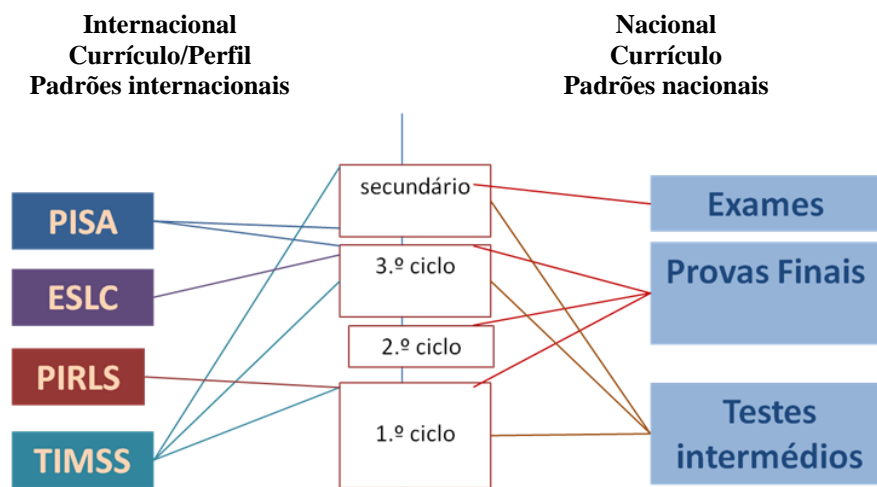 Internacional
Currículo/Perfil
Padrões internacionais
Nacional
Currículo
Padrões nacionais
PISA
ESLC
PIRLS
TIMSS
secundário
3.º ciclo
2.º ciclo
1.º ciclo
Exames
Provas Finais
Testes
intermédios